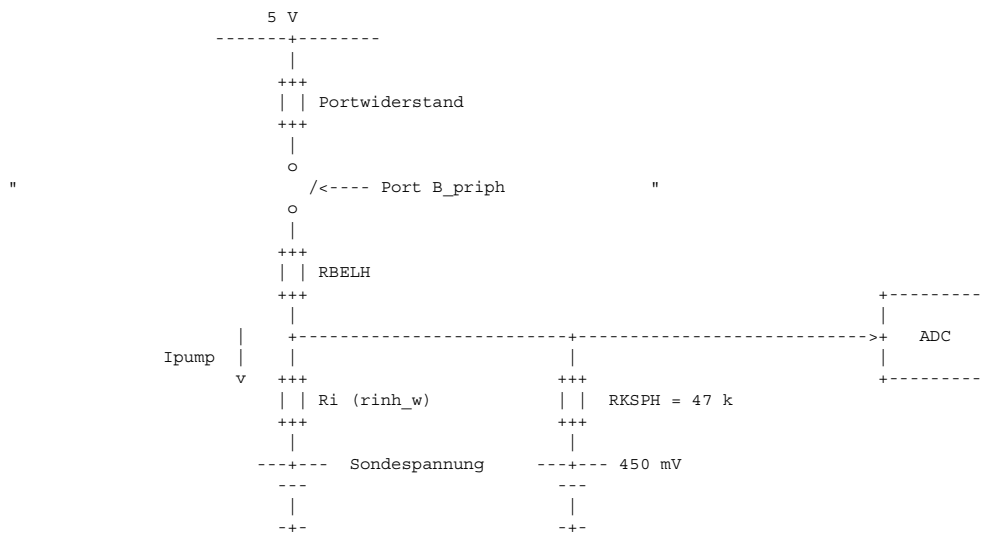 5 V
Portwiderstand
" /<---- Port B_priph "
RBELH
ADC
Ipump
Ri (rinh_w) RKSPH = 47 k
Sondespannung 450 mV